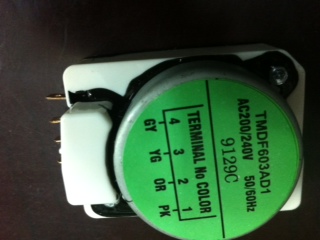 TMDF603AD1
AC200/240V 50/60Hz
9129C
TERMINAL No COLOR
4 3 2 1
GY YG OR PK